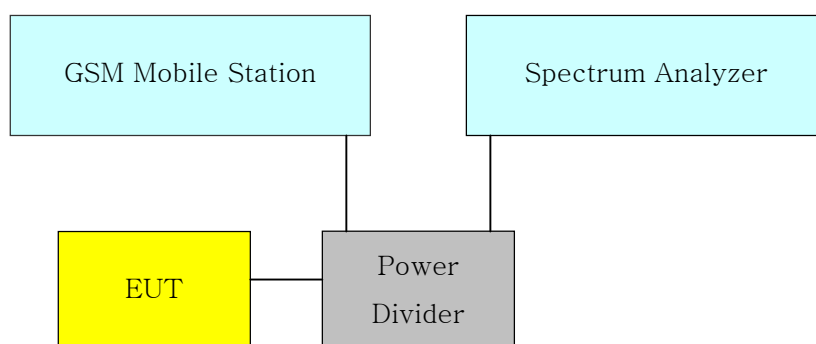 GSM Mobile Station
Spectrum Analyzer
EUT
Power
Divider